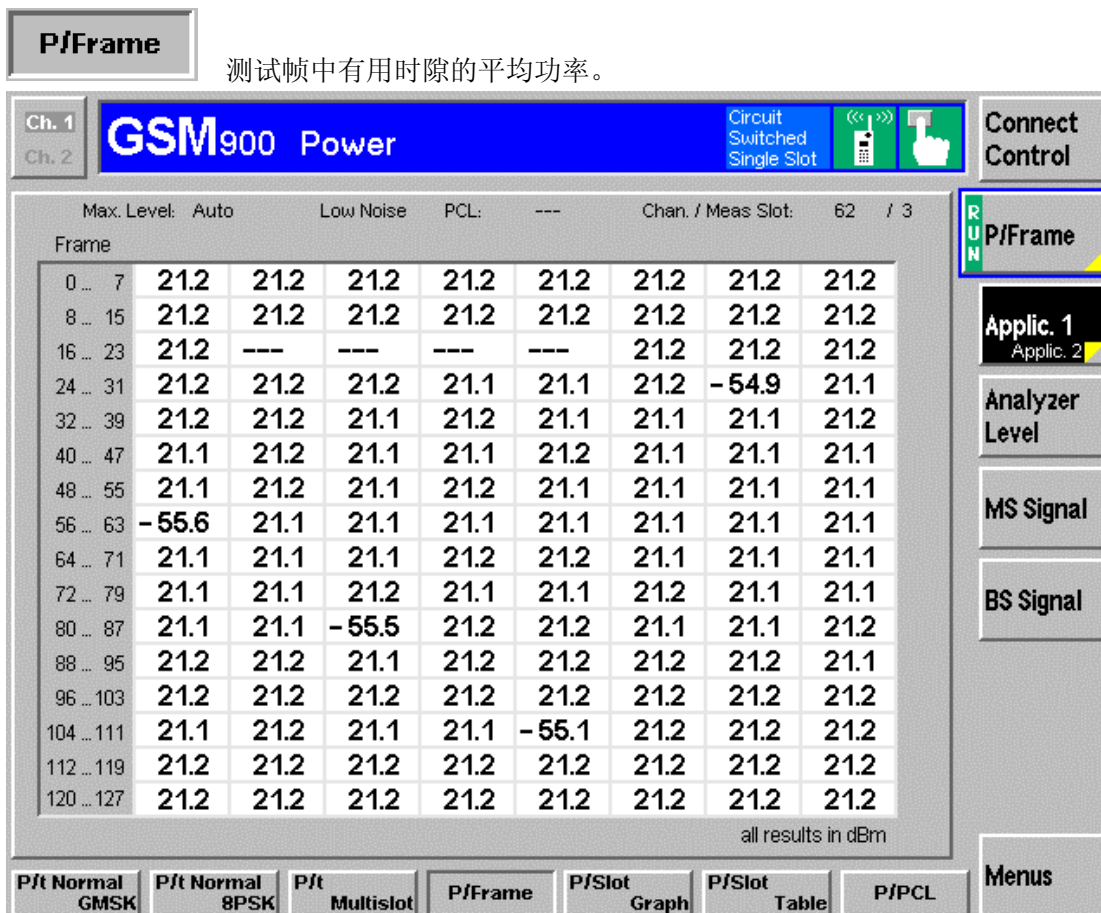 P/Frame
测试帧中有用时隙的平均功率。
Ch. 1
Ch. 2
GSM900 Power
Circuit
Switched
Single Slot
Connect
Control
Max. Level: Auto Low Noise PCL: --- Chan. / Meas Slot: 62 / 3
Frame
0 ... 7 21.2 21.2 21.2 21.2 21.2 21.2 21.2 21.2
8 ... 15 21.2 21.2 21.2 21.2 21.2 21.2 21.2 21.2
16 ... 23 21.2 --- --- --- --- 21.2 21.2 21.2
24 ... 31 21.2 21.2 21.2 21.1 21.1 21.2 -54.9 21.1
32 ... 39 21.2 21.2 21.1 21.2 21.1 21.1 21.1 21.2
40 ... 47 21.1 21.2 21.1 21.1 21.2 21.1 21.1 21.1
48 ... 55 21.1 21.2 21.1 21.2 21.1 21.1 21.1 21.1
56 ... 63 -55.6 21.1 21.1 21.1 21.1 21.1 21.1 21.1
64 ... 71 21.1 21.1 21.1 21.2 21.2 21.1 21.1 21.1
72 ... 79 21.1 21.1 21.2 21.1 21.1 21.2 21.1 21.1
80 ... 87 21.1 21.1 -55.5 21.2 21.2 21.1 21.1 21.2
88 ... 95 21.2 21.2 21.1 21.2 21.2 21.2 21.2 21.1
96 ... 103 21.2 21.2 21.2 21.2 21.2 21.2 21.2 21.2
104 ... 111 21.1 21.2 21.1 21.1 -55.1 21.2 21.2 21.2
112 ... 119 21.2 21.2 21.2 21.2 21.2 21.2 21.2 21.2
120 ... 127 21.2 21.2 21.2 21.2 21.2 21.2 21.2 21.2
all results in dBm
RUN
P/Frame
Applic. 1
Applic. 2
Analyzer
Level
MS Signal
BS Signal
Menus
P/t Normal
GMSK
P/t Normal
8PSK
P/t
Multislot
P/Frame
P/Slot
Graph
P/Slot
Table
P/PCL